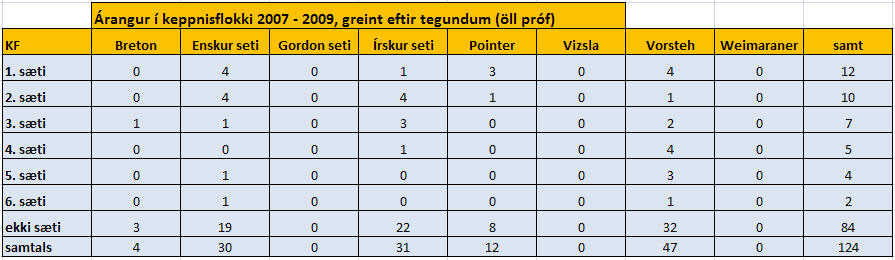 Árangur í keppnisflokki 2007 - 2009, greint eftir tegundum (öll próf)
KF Breton Enskur seti Gordon seti Írskur seti Pointer Vizsla Vorsteh Weimaraner samt
1. sæti 0 4 0 1 3 0 4 0 12
2. sæti 0 4 0 4 1 0 1 0 10
3. sæti 1 1 0 3 0 0 2 0 7
4. sæti 0 0 0 1 0 0 4 0 5
5. sæti 0 1 0 0 0 0 3 0 4
6. sæti 0 1 0 0 0 0 1 0 2
ekki sæti 3 19 0 22 8 0 32 0 84
samtals 4 30 0 31 12 0 47 0 124